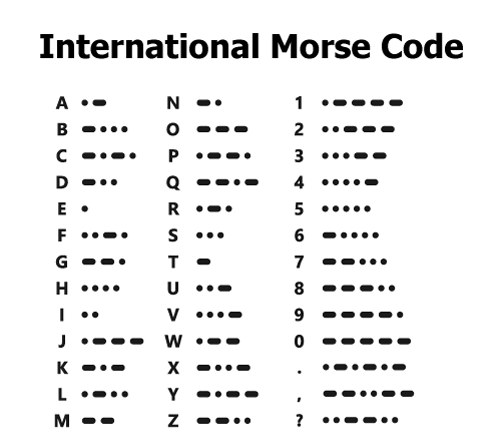 International Morse Code
A •− N −• 1 •−−−−
B −••• O −−− 2 ••−−−
C −•−• P •−−• 3 •••−−
D −•• Q −−•− 4 ••••−
E • R •−• 5 •••••
F ••−• S ••• 6 −••••
G −−• T − 7 −−•••
H •••• U ••− 8 −−−••
I •• V •••− 9 −−−−•
J •−−− W •−− 0 −−−−−
K −•− X −••− . •−•−•−
L •−•• Y −•−− , −−••−−
M −− Z −−•• ? ••−−••